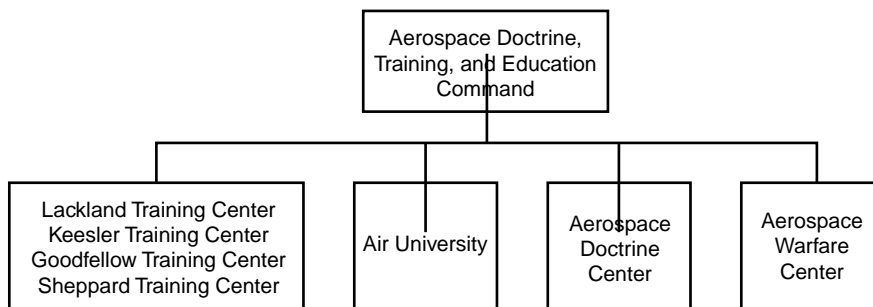 Aerospace Doctrine,
Training, and Education
Command
Lackland Training Center
Keesler Training Center
Goodfellow Training Center
Sheppard Training Center
Air University
Aerospace
Doctrine
Center
Aerospace
Warfare
Center